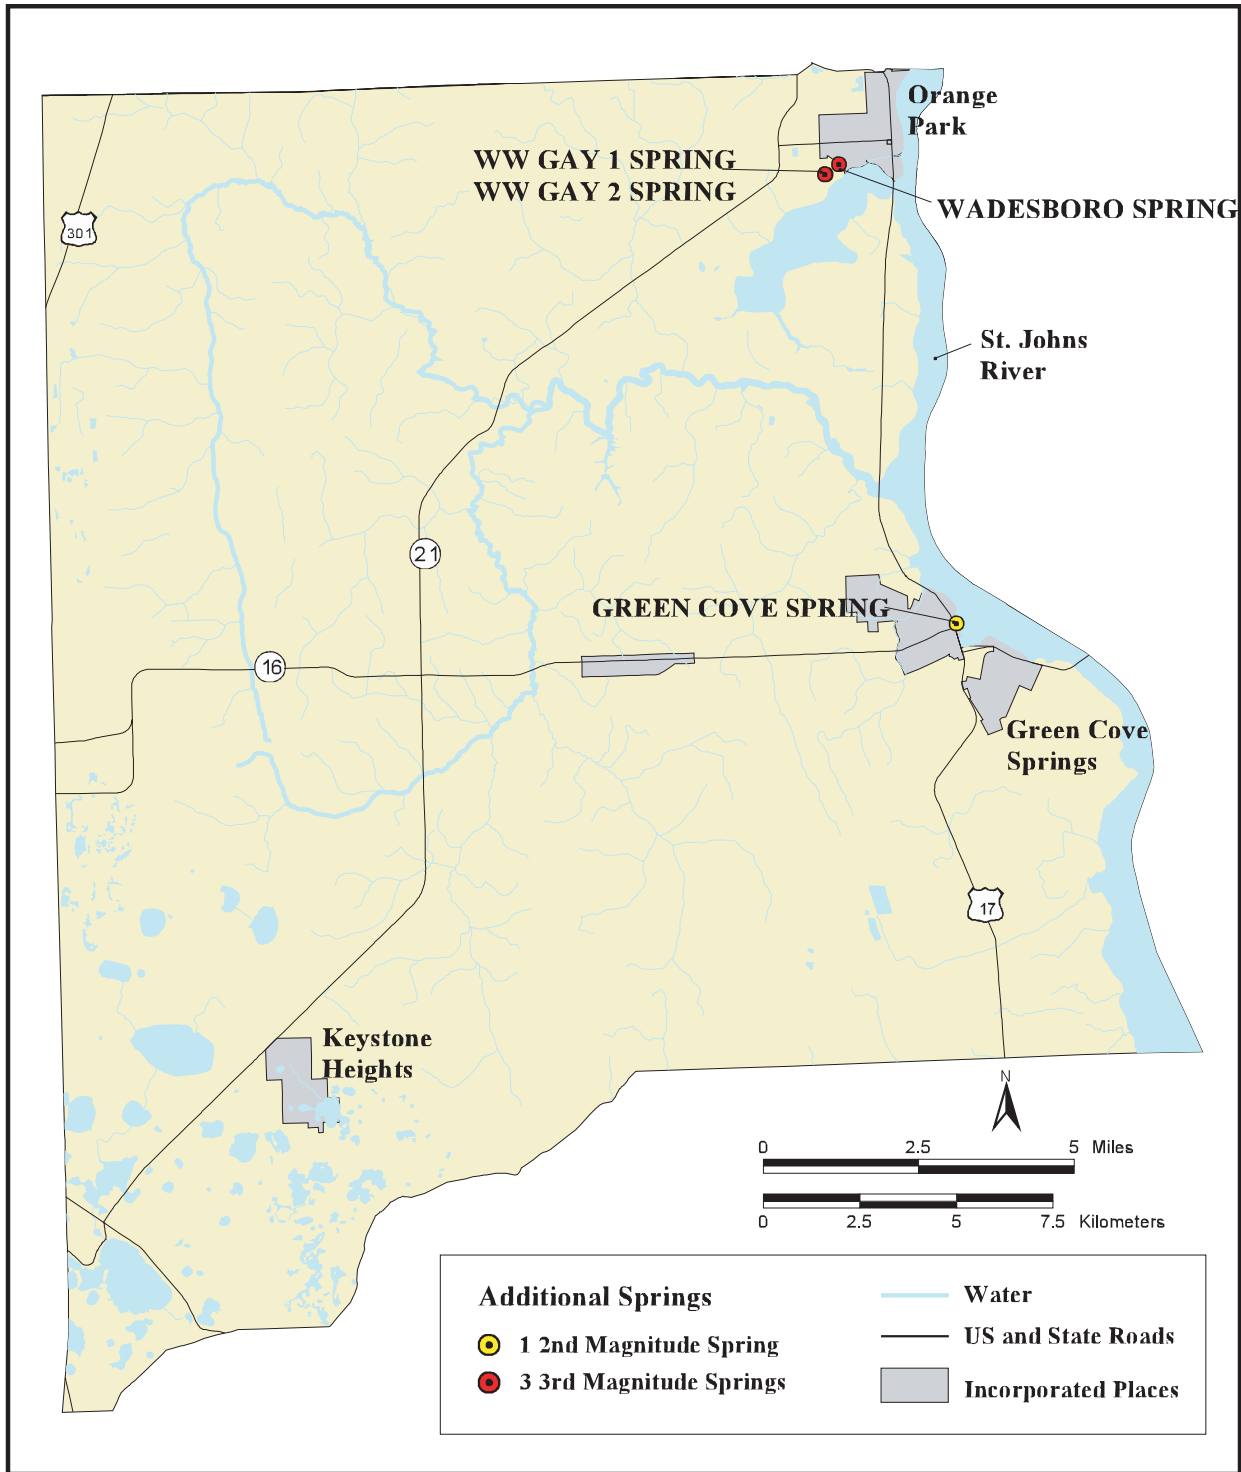 Orange
Park
WW GAY 1 SPRING
WW GAY 2 SPRING
WADESBORO SPRING
301
St. Johns
River
21
GREEN COVE SPRING
16
Green Cove
Springs
17
Keystone
Heights
N
0 2.5 5 Miles
0 2.5 5 7.5 Kilometers
Additional Springs
1 2nd Magnitude Spring
3 3rd Magnitude Springs
Water
US and State Roads
Incorporated Places